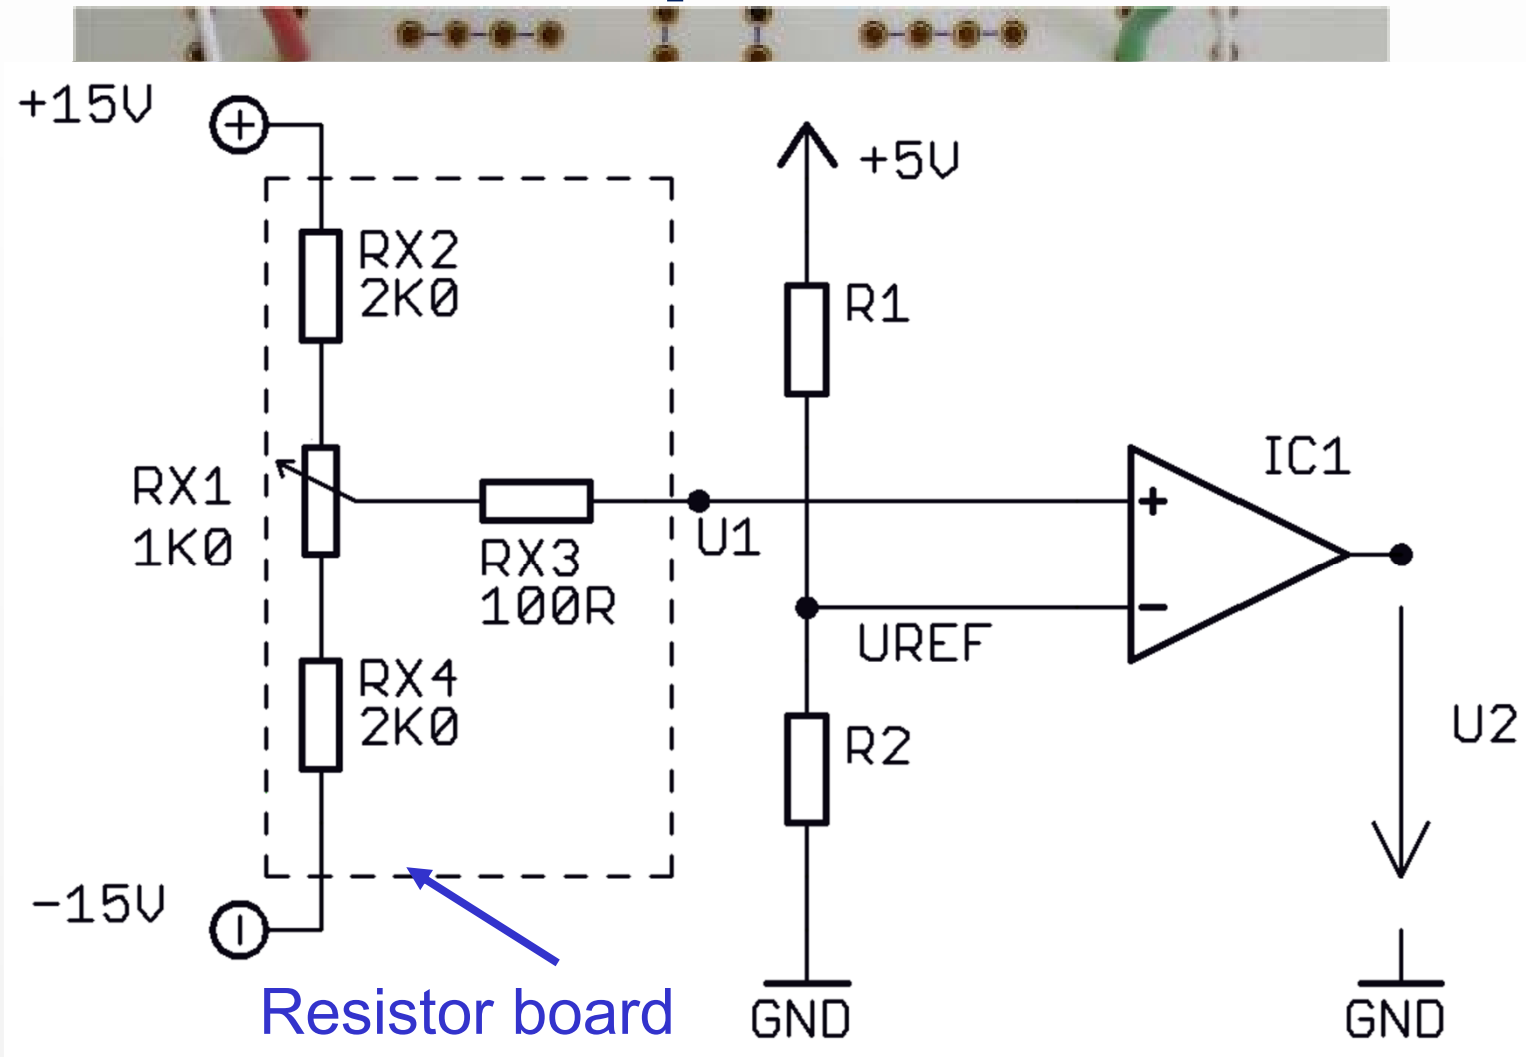 +15V
+5V
RX2
2K0
R1
RX1
1K0
RX3
100R
U1
+
IC1
-
UREF
RX4
2K0
R2
U2
-15V
Resistor board
GND
GND